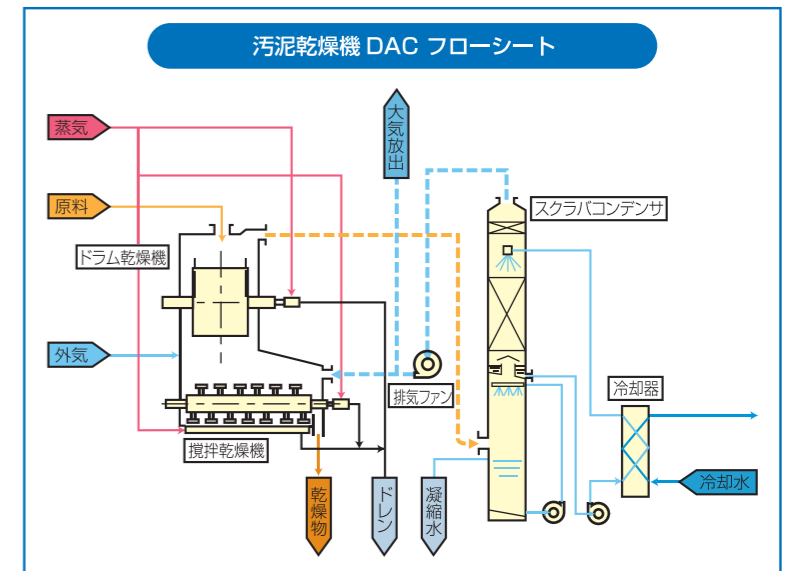 汚泥乾燥機 DAC フローシート
蒸気
大気放出
原料
スクラバコンデンサ
ドラム乾燥機
外気
排気ファン
冷却器
撹拌乾燥機
乾燥物
ドレン
凝縮水
冷却水